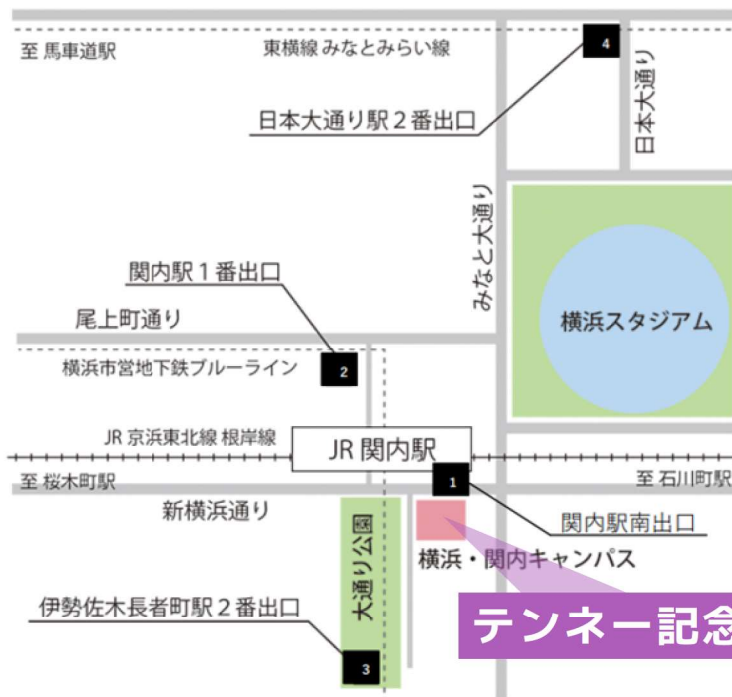 4
至 馬車道駅
東横線 みなとみらい線
日本大通り
日本大通り駅２番出口
みなと大通り
関内駅１番出口
尾上町通り
横浜スタジアム
横浜市営地下鉄ブルーライン
2
JR 京浜東北線 根岸線
JR 関内駅
至 桜木町駅
1
至 石川町駅
新横浜通り
関内駅南出口
大通り公園
横浜・関内キャンパス
伊勢佐木長者町駅２番出口
テンネー記念
3